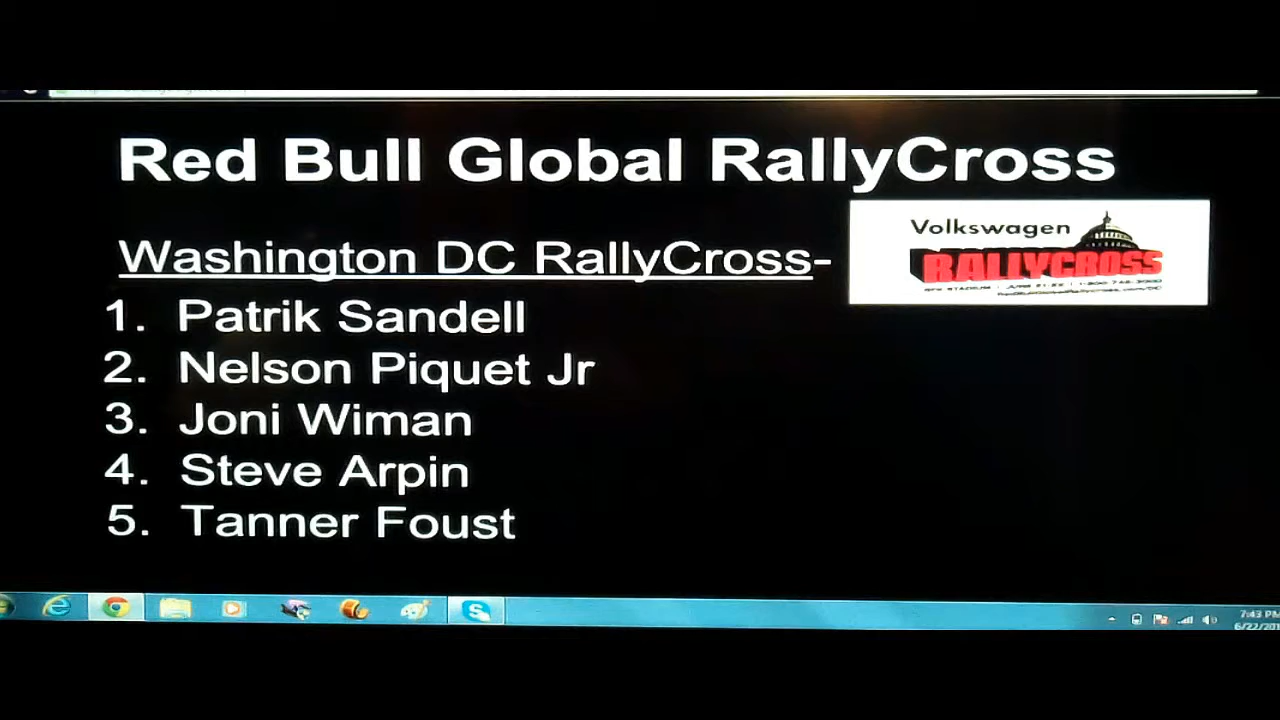 Red Bull Global RallyCross
Volkswagen
RALLYCROSS
Washington DC RallyCross-
1. Patrik Sandell
2. Nelson Piquet Jr
3. Joni Wiman
4. Steve Arpin
5. Tanner Foust
7:43 PM